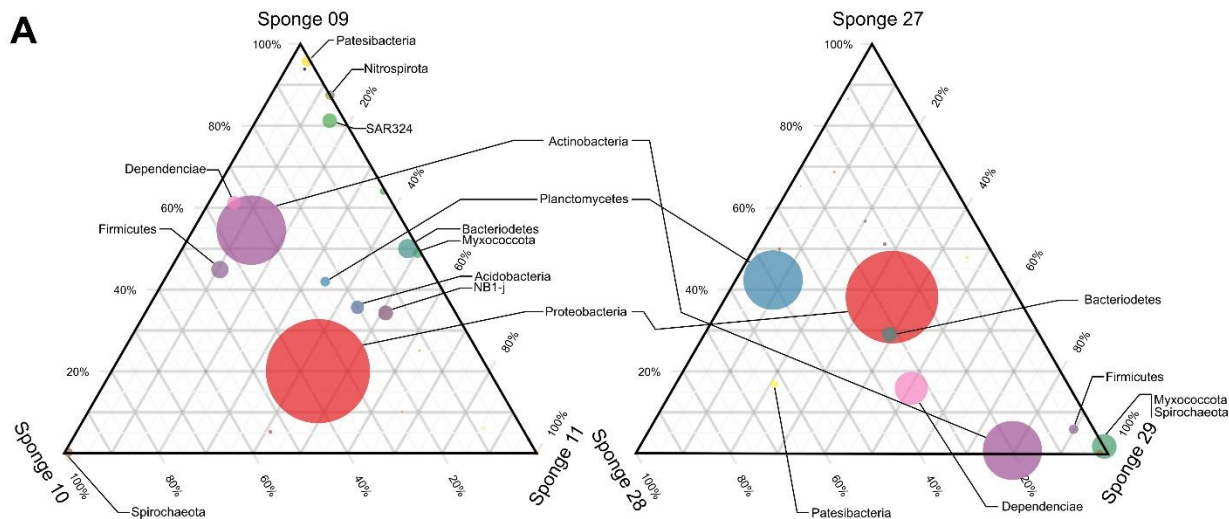 A
Sponge 09
Sponge 27
100%
Patesibacteria
100%
Nitrospirota
20%
20%
SAR324
80%
Actinobacteria
80%
Dependenciae
40%
40%
60%
Planctomycetes
60%
Firmicutes
Bacteriodetes
Myxococcota
60%
60%
Acidobacteria
40%
NB1-j
40%
Bacteriodetes
Proteobacteria
80%
80%
20%
20%
Firmicutes
Myxococcota
Spirochaeota
100%
100%
Sponge 10
Sponge 11
Sponge 28
Sponge 29
100%
80%
60%
40%
20%
100%
80%
60%
40%
20%
Spirochaeota
Patesibacteria
Dependenciae